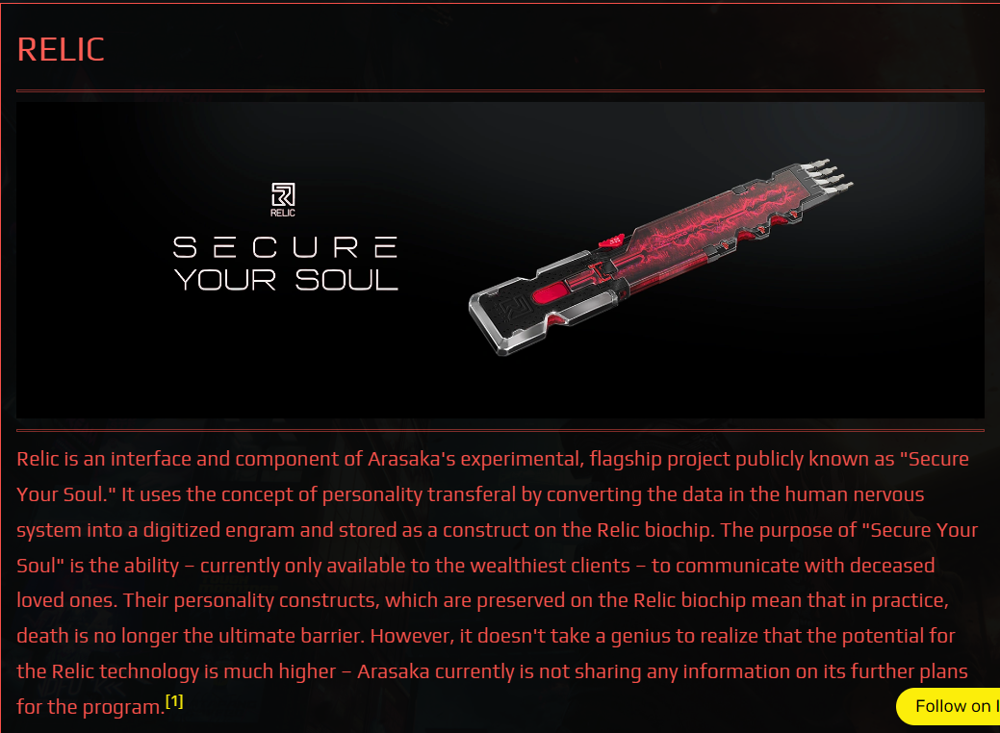 RELIC
RELIC
SECURE
YOUR SOUL
Relic is an interface and component of Arasaka's experimental, flagship project publicly known as "Secure
Your Soul." It uses the concept of personality transferal by converting the data in the human nervous
system into a digitized engram and stored as a construct on the Relic biochip. The purpose of "Secure Your
Soul" is the ability – currently only available to the wealthiest clients – to communicate with deceased
loved ones. Their personality constructs, which are preserved on the Relic biochip mean that in practice,
death is no longer the ultimate barrier. However, it doesn't take a genius to realize that the potential for
the Relic technology is much higher – Arasaka currently is not sharing any information on its further plans
for the program.[1]
Follow on